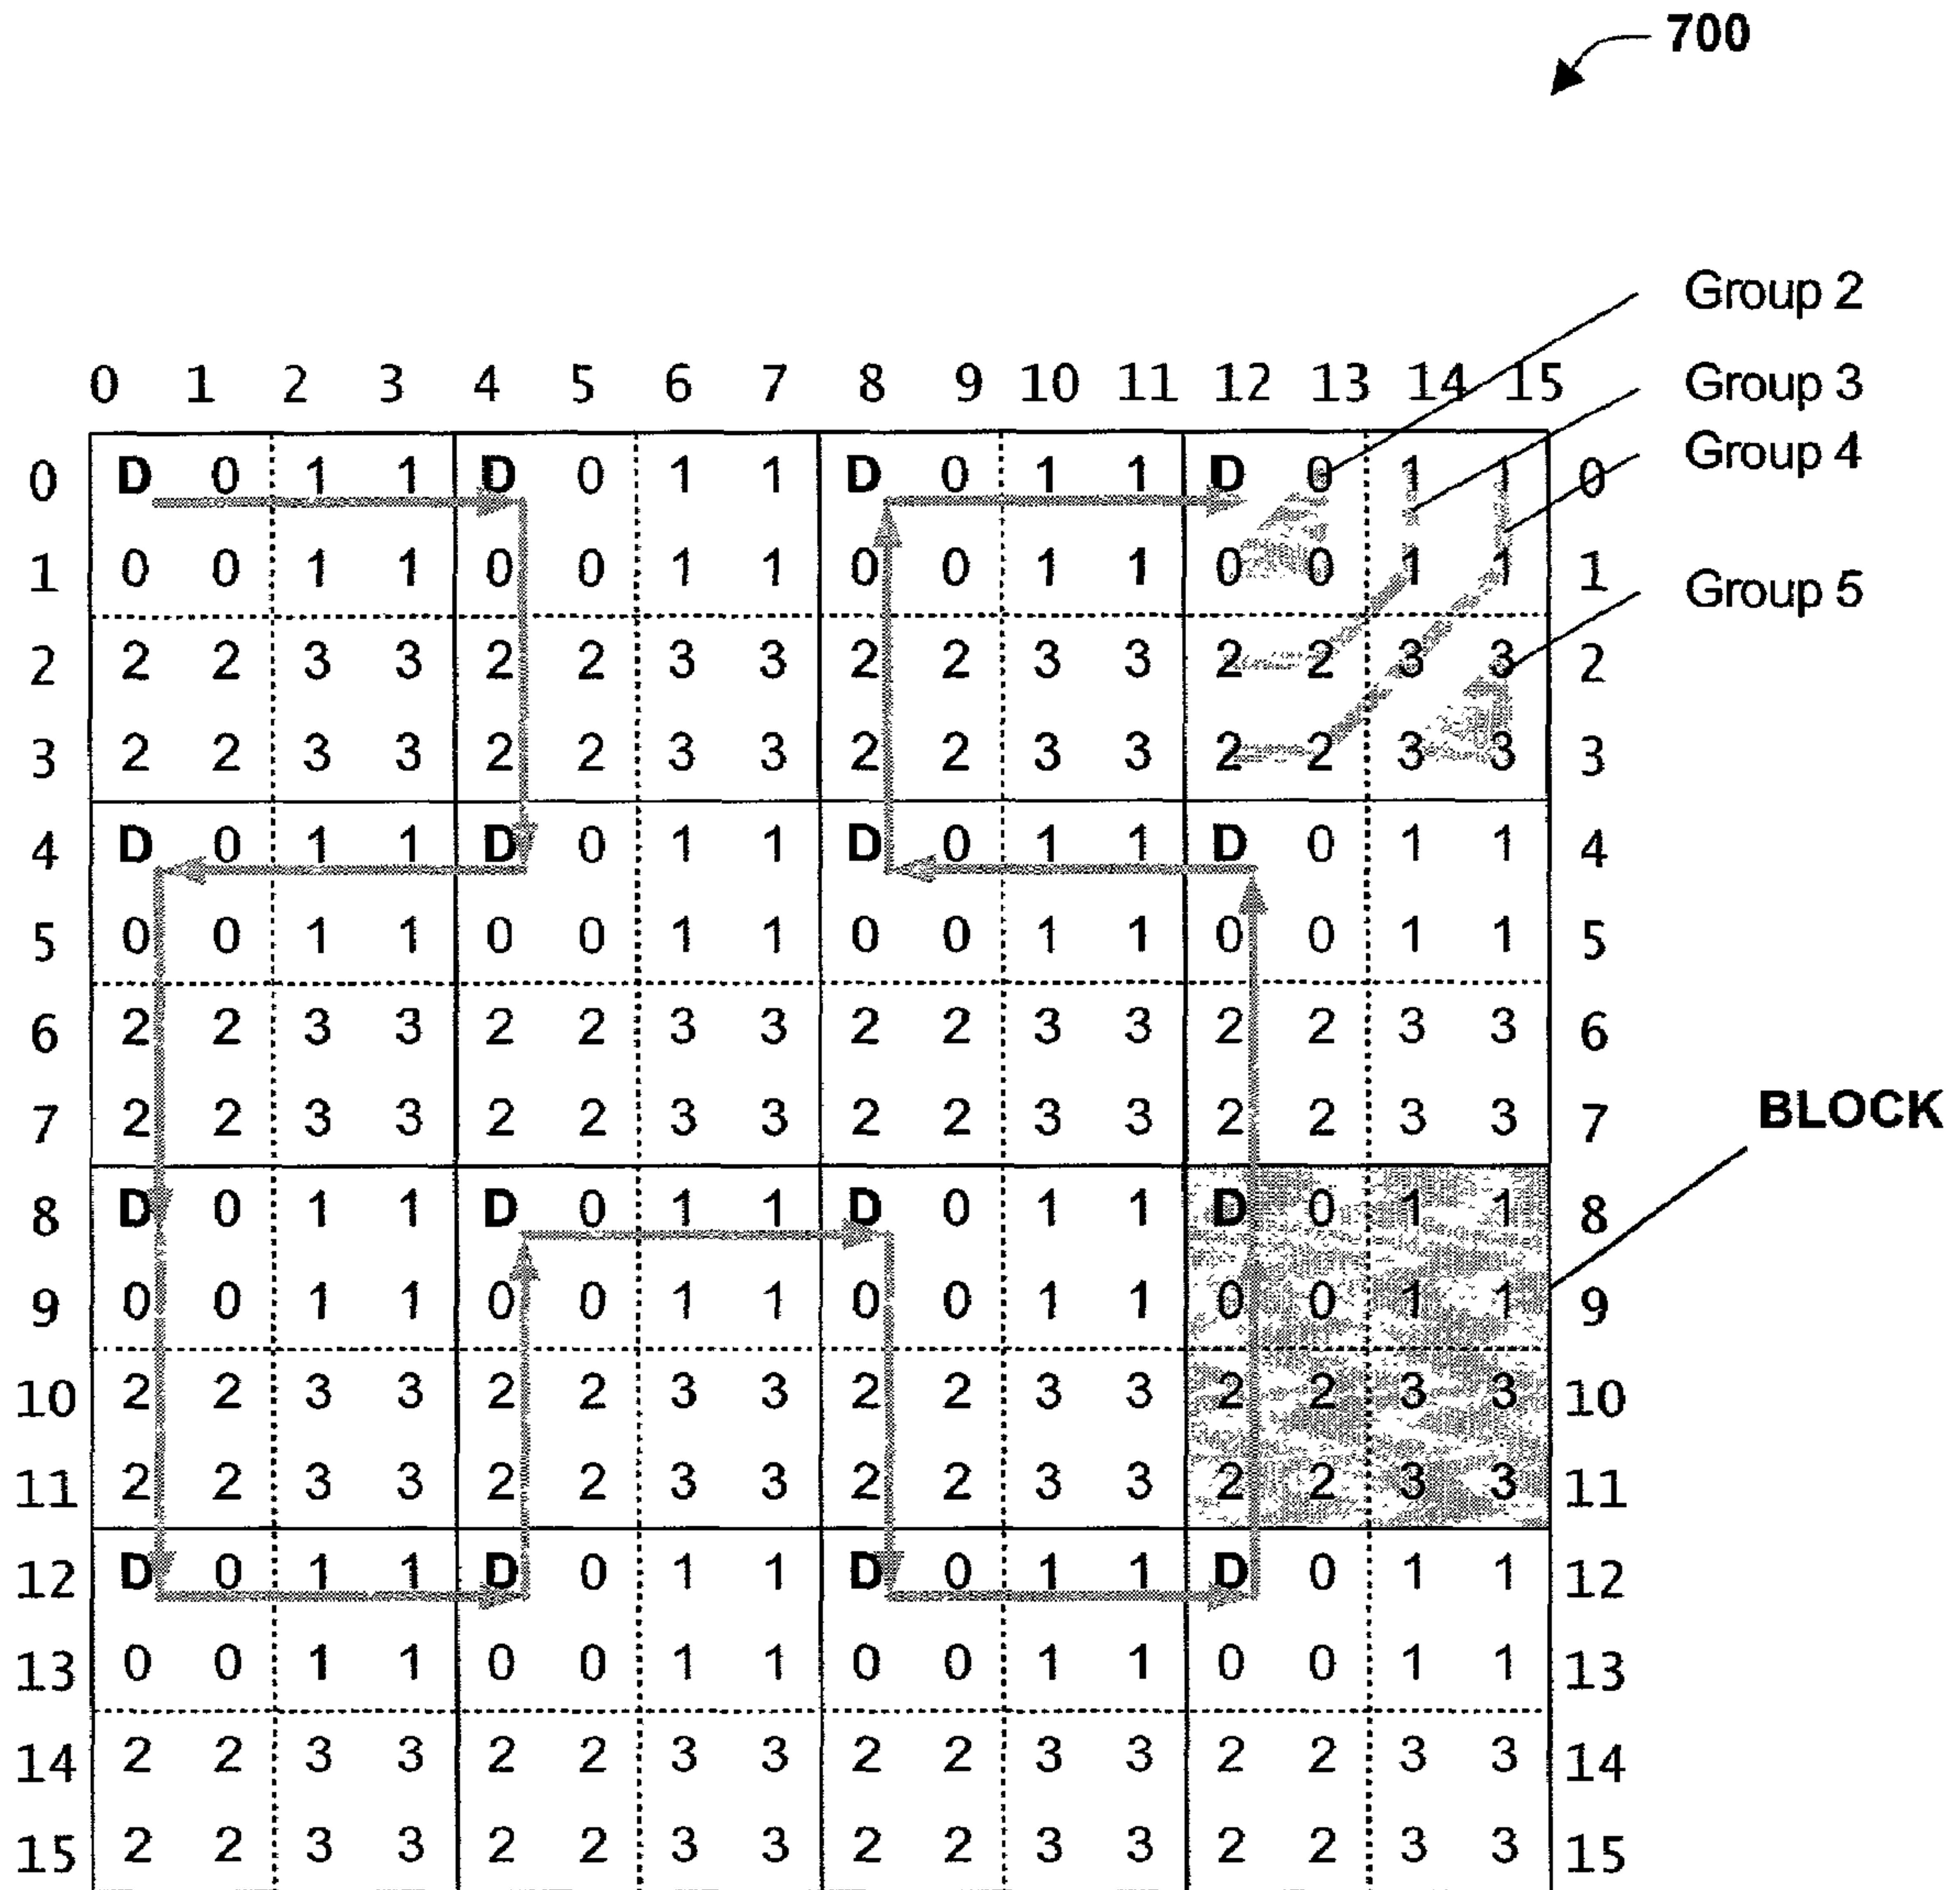 700
Group 2
0 1 2 3 4 5 6 7 8 9 10 11 12 13 14 15
Group 3
0 D 0 1 1 D 0 1 1 D 0 1 1 D 0 1 1 0
Group 4
1 0 0 1 1 0 0 1 1 0 0 1 1 0 0 1 1 1
Group 5
2 2 2 3 3 2 2 3 3 2 2 3 3 2 2 3 3 2
3 2 2 3 3 2 2 3 3 2 2 3 3 2 2 3 3 3
4 D 0 1 1 D 0 1 1 D 0 1 1 D 0 1 1 4
5 0 0 1 1 0 0 1 1 0 0 1 1 0 0 1 1 5
6 2 2 3 3 2 2 3 3 2 2 3 3 2 2 3 3 6
7 2 2 3 3 2 2 3 3 2 2 3 3 2 2 3 3 7
BLOCK
8 D 0 1 1 D 0 1 1 D 0 1 1 D 0 1 1 8
9 0 0 1 1 0 0 1 1 0 0 1 1 0 0 1 1 9
10 2 2 3 3 2 2 3 3 2 2 3 3 2 2 3 3 10
11 2 2 3 3 2 2 3 3 2 2 3 3 2 2 3 3 11
12 D 0 1 1 D 0 1 1 D 0 1 1 D 0 1 1 12
13 0 0 1 1 0 0 1 1 0 0 1 1 0 0 1 1 13
14 2 2 3 3 2 2 3 3 2 2 3 3 2 2 3 3 14
15 2 2 3 3 2 2 3 3 2 2 3 3 2 2 3 3 15